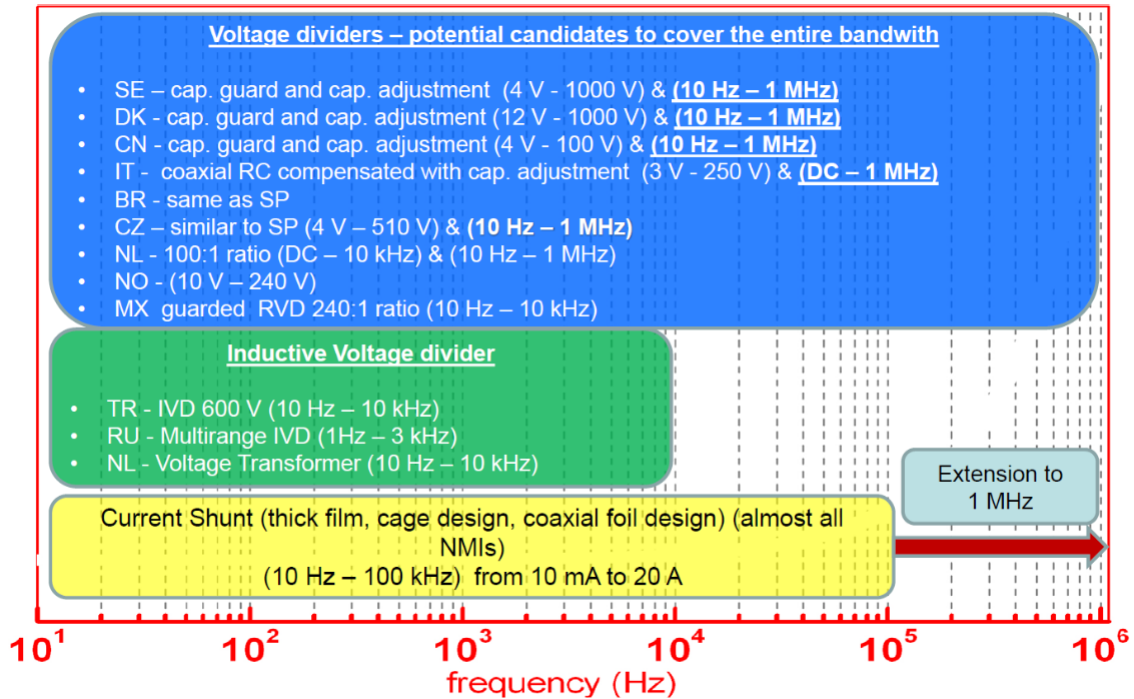 Voltage dividers – potential candidates to cover the entire bandwith
• SE – cap. guard and cap. adjustment (4 V - 1000 V) & (10 Hz – 1 MHz)
• DK - cap. guard and cap. adjustment (12 V - 1000 V) & (10 Hz – 1 MHz)
• CN – cap. guard and cap. adjustment (4 V - 100 V) & (10 Hz – 1 MHz)
• IT - coaxial RC compensated with cap. adjustment (3 V - 250 V) & (DC – 1 MHz)
• BR - same as SP
• CZ – similar to SP (4 V – 510 V) & (10 Hz – 1 MHz)
• NL - 100:1 ratio (DC – 10 kHz) & (10 Hz – 1 MHz)
• NO - (10 V – 240 V)
• MX guarded RVD 240:1 ratio (10 Hz – 10 kHz)
Inductive Voltage divider
• TR - IVD 600 V (10 Hz – 10 kHz)
• RU - Multirange IVD (1Hz – 3 kHz)
• NL - Voltage Transformer (10 Hz – 10 kHz)
Extension to
1 MHz
Current Shunt (thick film, cage design, coaxial foil design) (almost all
NMIs)
(10 Hz – 100 kHz) from 10 mA to 20 A
10¹ 10² 10³ 10⁴ 10⁵ 10⁶
frequency (Hz)